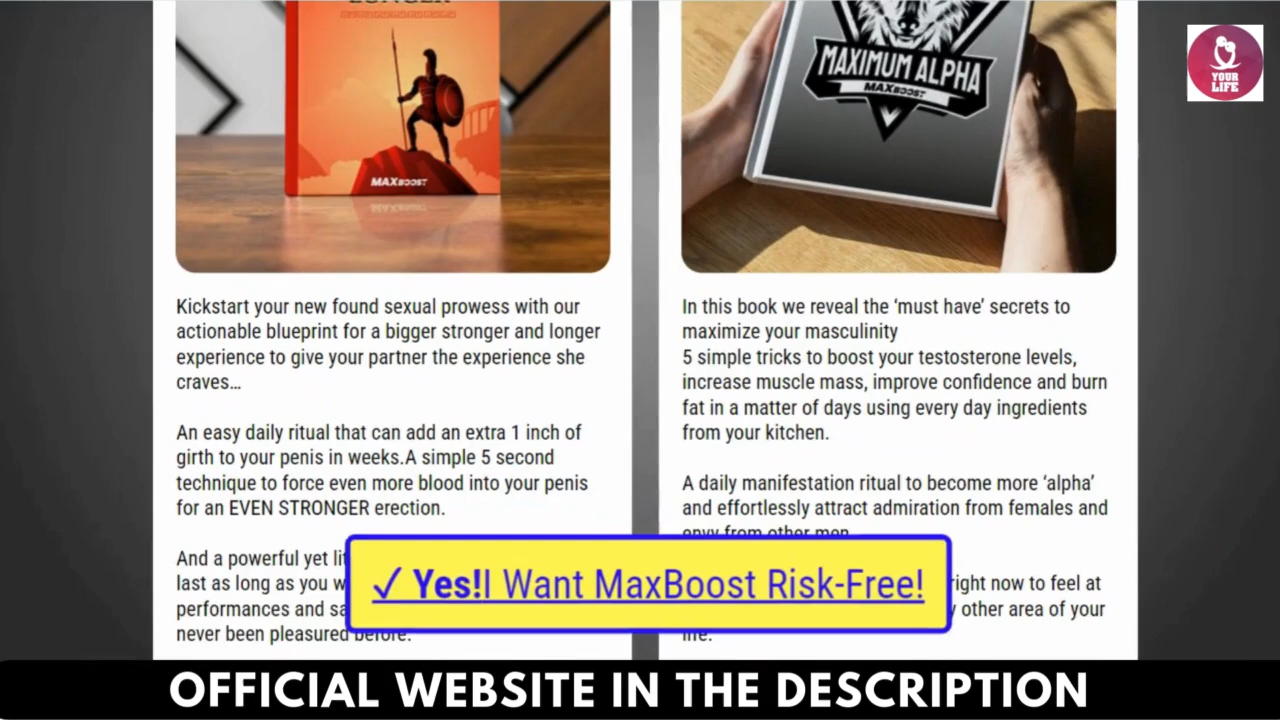 LONGER
MAXBOOST
MAXIMUM ALPHA
MAXBOOST
YOUR
LIFE
Kickstart your new found sexual prowess with our
actionable blueprint for a bigger stronger and longer
experience to give your partner the experience she
craves…
An easy daily ritual that can add an extra 1 inch of
girth to your penis in weeks.A simple 5 second
technique to force even more blood into your penis
for an EVEN STRONGER erection.
And a powerful yet
last as long as you
performances and
never been pleasured before.
In this book we reveal the ‘must have’ secrets to
maximize your masculinity
5 simple tricks to boost your testosterone levels,
increase muscle mass, improve confidence and burn
fat in a matter of days using every day ingredients
from your kitchen.
A daily manifestation ritual to become more ‘alpha’
and effortlessly attract admiration from females and
envy from other men
right now to feel at
other area of your
life.
✓ Yes!I Want MaxBoost Risk-Free!
OFFICIAL WEBSITE IN THE DESCRIPTION